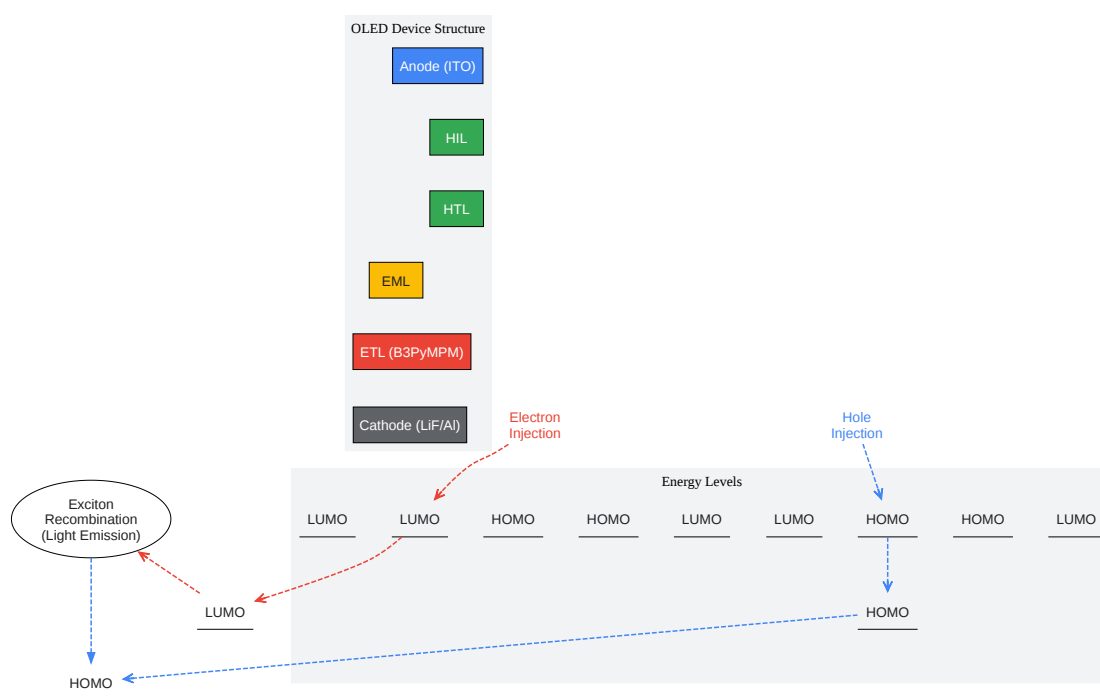 OLED Device Structure
Anode (ITO)
HIL
HTL
EML
ETL (B3PyMPM)
Cathode (LiF/Al)
Electron
Injection
Hole
Injection
Energy Levels
Exciton
Recombination
(Light Emission)
LUMO
LUMO
HOMO
HOMO
LUMO
LUMO
HOMO
HOMO
LUMO
LUMO
HOMO
HOMO